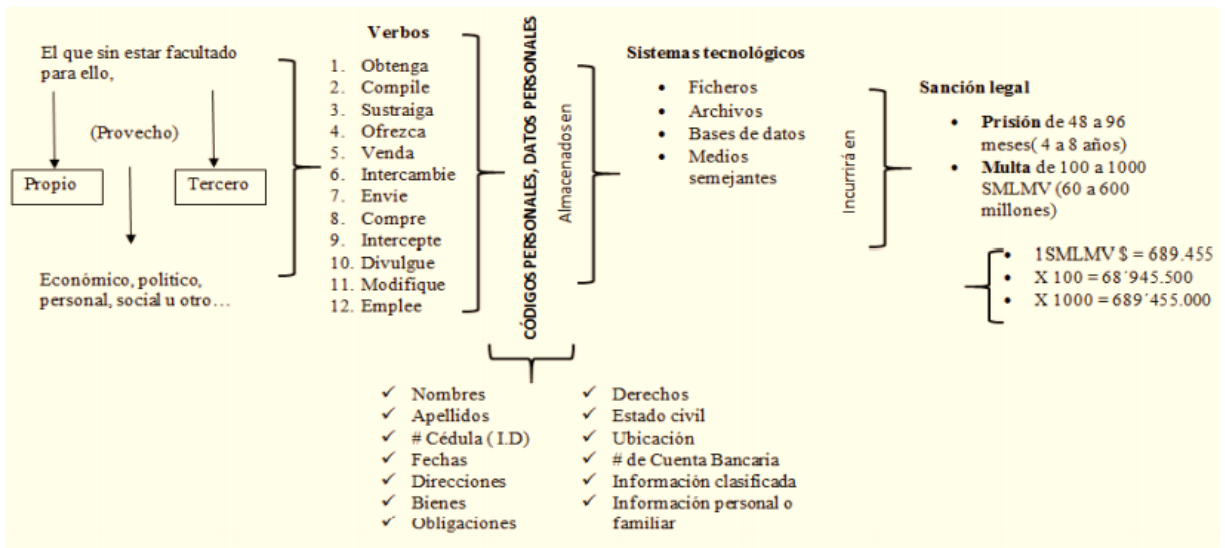 El que sin estar facultado
para ello,
(Provecho)
Propio
Tercero
Económico, político,
personal, social u otro…
Verbos
1. Obtenga
2. Compile
3. Sustraiga
4. Ofrezca
5. Venda
6. Intercambie
7. Envíe
8. Compre
9. Intercepte
10. Divulgue
11. Modifique
12. Emplee
CÓDIGOS PERSONALES, DATOS PERSONALES
✓ Nombres
✓ Apellidos
✓ # Cédula ( I.D)
✓ Fechas
✓ Direcciones
✓ Bienes
✓ Obligaciones
✓ Derechos
✓ Estado civil
✓ Ubicación
✓ # de Cuenta Bancaria
✓ Información clasificada
✓ Información personal o
familiar
Almacenados en
Sistemas tecnológicos
• Ficheros
• Archivos
• Bases de datos
• Medios
semejantes
Incurrirá en
Sanción legal
• Prisión de 48 a 96
meses( 4 a 8 años)
• Multa de 100 a 1000
SMLMV (60 a 600
millones)
• 1SMLMV $ = 689.455
• X 100 = 68´945.500
• X 1000 = 689´455.000